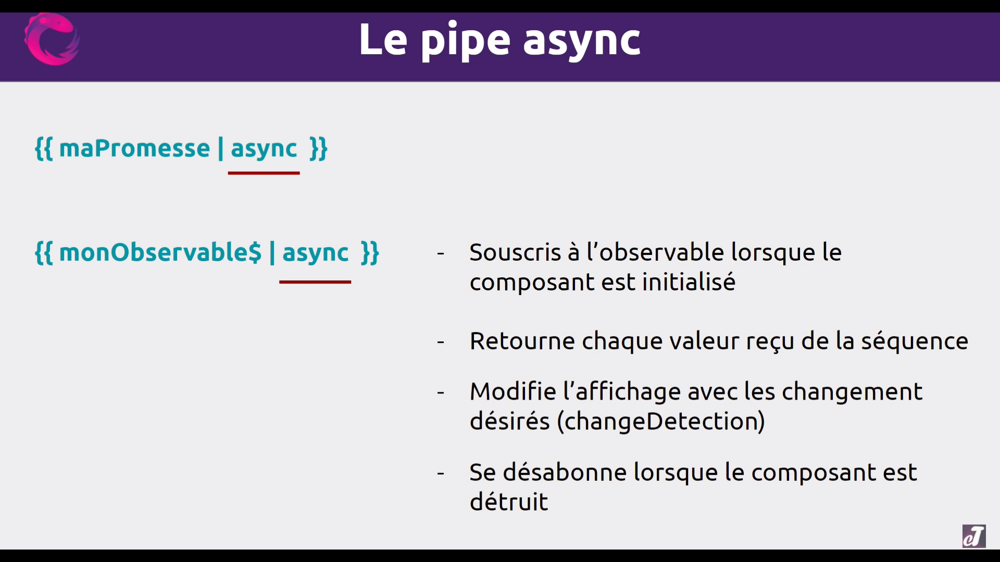 Le pipe async
{{ maPromesse | async }}
{{ monObservable$ | async }}
- Souscris à l’observable lorsque le
composant est initialisé
- Retourne chaque valeur reçu de la séquence
- Modifie l’affichage avec les changement
désirés (changeDetection)
- Se désabonne lorsque le composant est
détruit
cT